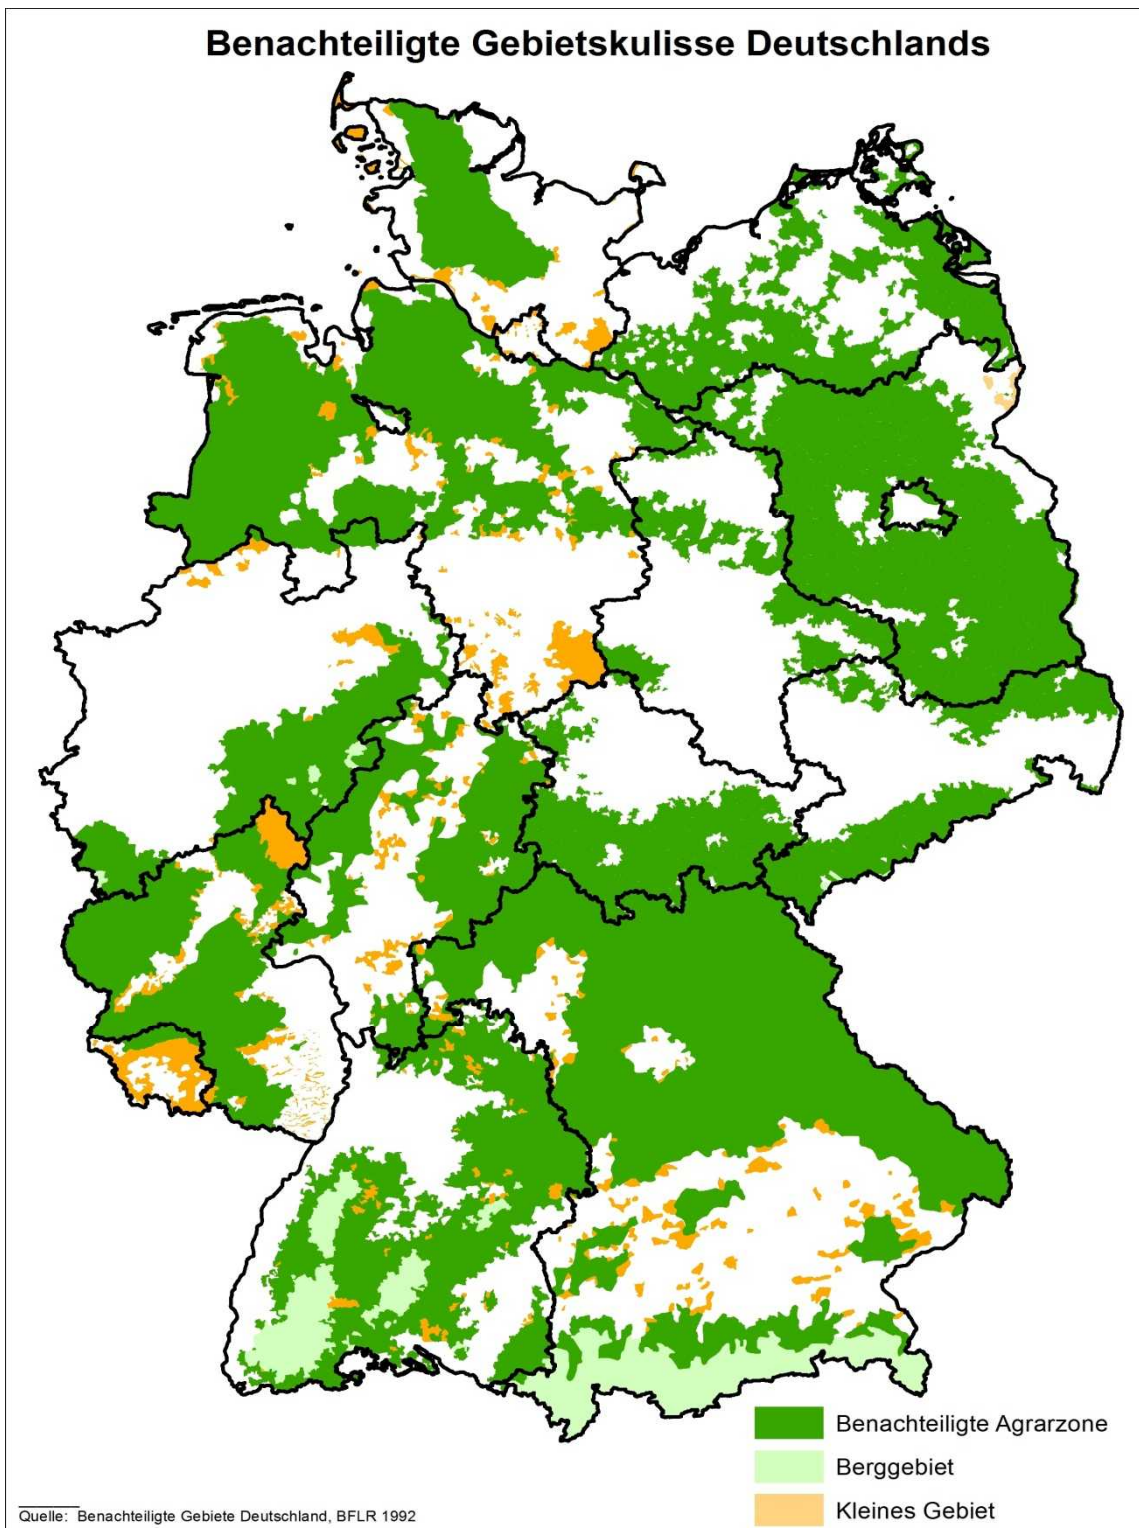 Benachteiligte Gebietskulisse Deutschlands
Benachteiligte Agrarzone
Berggebiet
Kleines Gebiet
Quelle: Benachteiligte Gebiete Deutschland, BFLR 1992